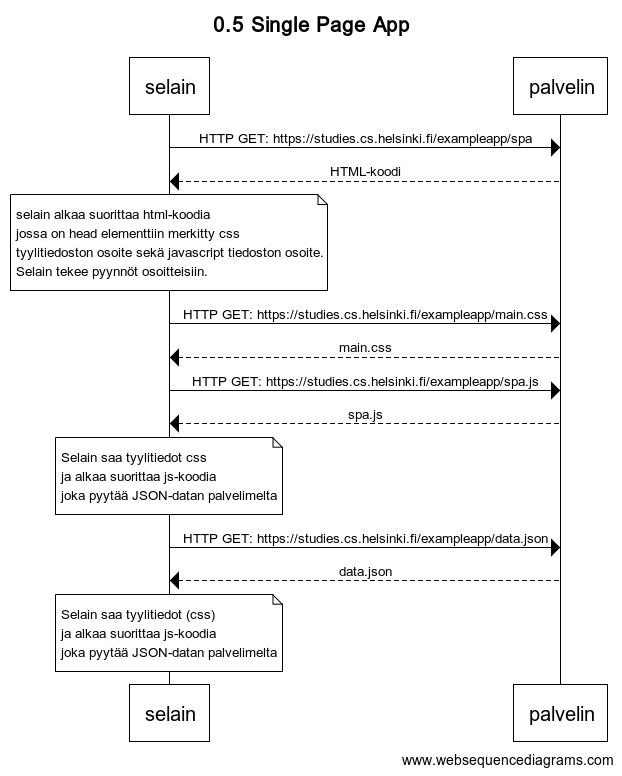 0.5 Single Page App
selain
palvelin
HTTP GET: https://studies.cs.helsinki.fi/exampleapp/spa
HTML-koodi
selain alkaa suorittaa html-koodia
jossa on head elementtiin merkitty css
tyylitiedoston osoite sekä javascript tiedoston osoite.
Selain tekee pyynnöt osoitteisiin.
HTTP GET: https://studies.cs.helsinki.fi/exampleapp/main.css
main.css
HTTP GET: https://studies.cs.helsinki.fi/exampleapp/spa.js
spa.js
Selain saa tyylitiedot css
ja alkaa suorittaa js-koodia
joka pyytää JSON-datan palvelimelta
HTTP GET: https://studies.cs.helsinki.fi/exampleapp/data.json
data.json
Selain saa tyylitiedot (css)
ja alkaa suorittaa js-koodia
joka pyytää JSON-datan palvelimelta
selain
palvelin
www.websequencediagrams.com